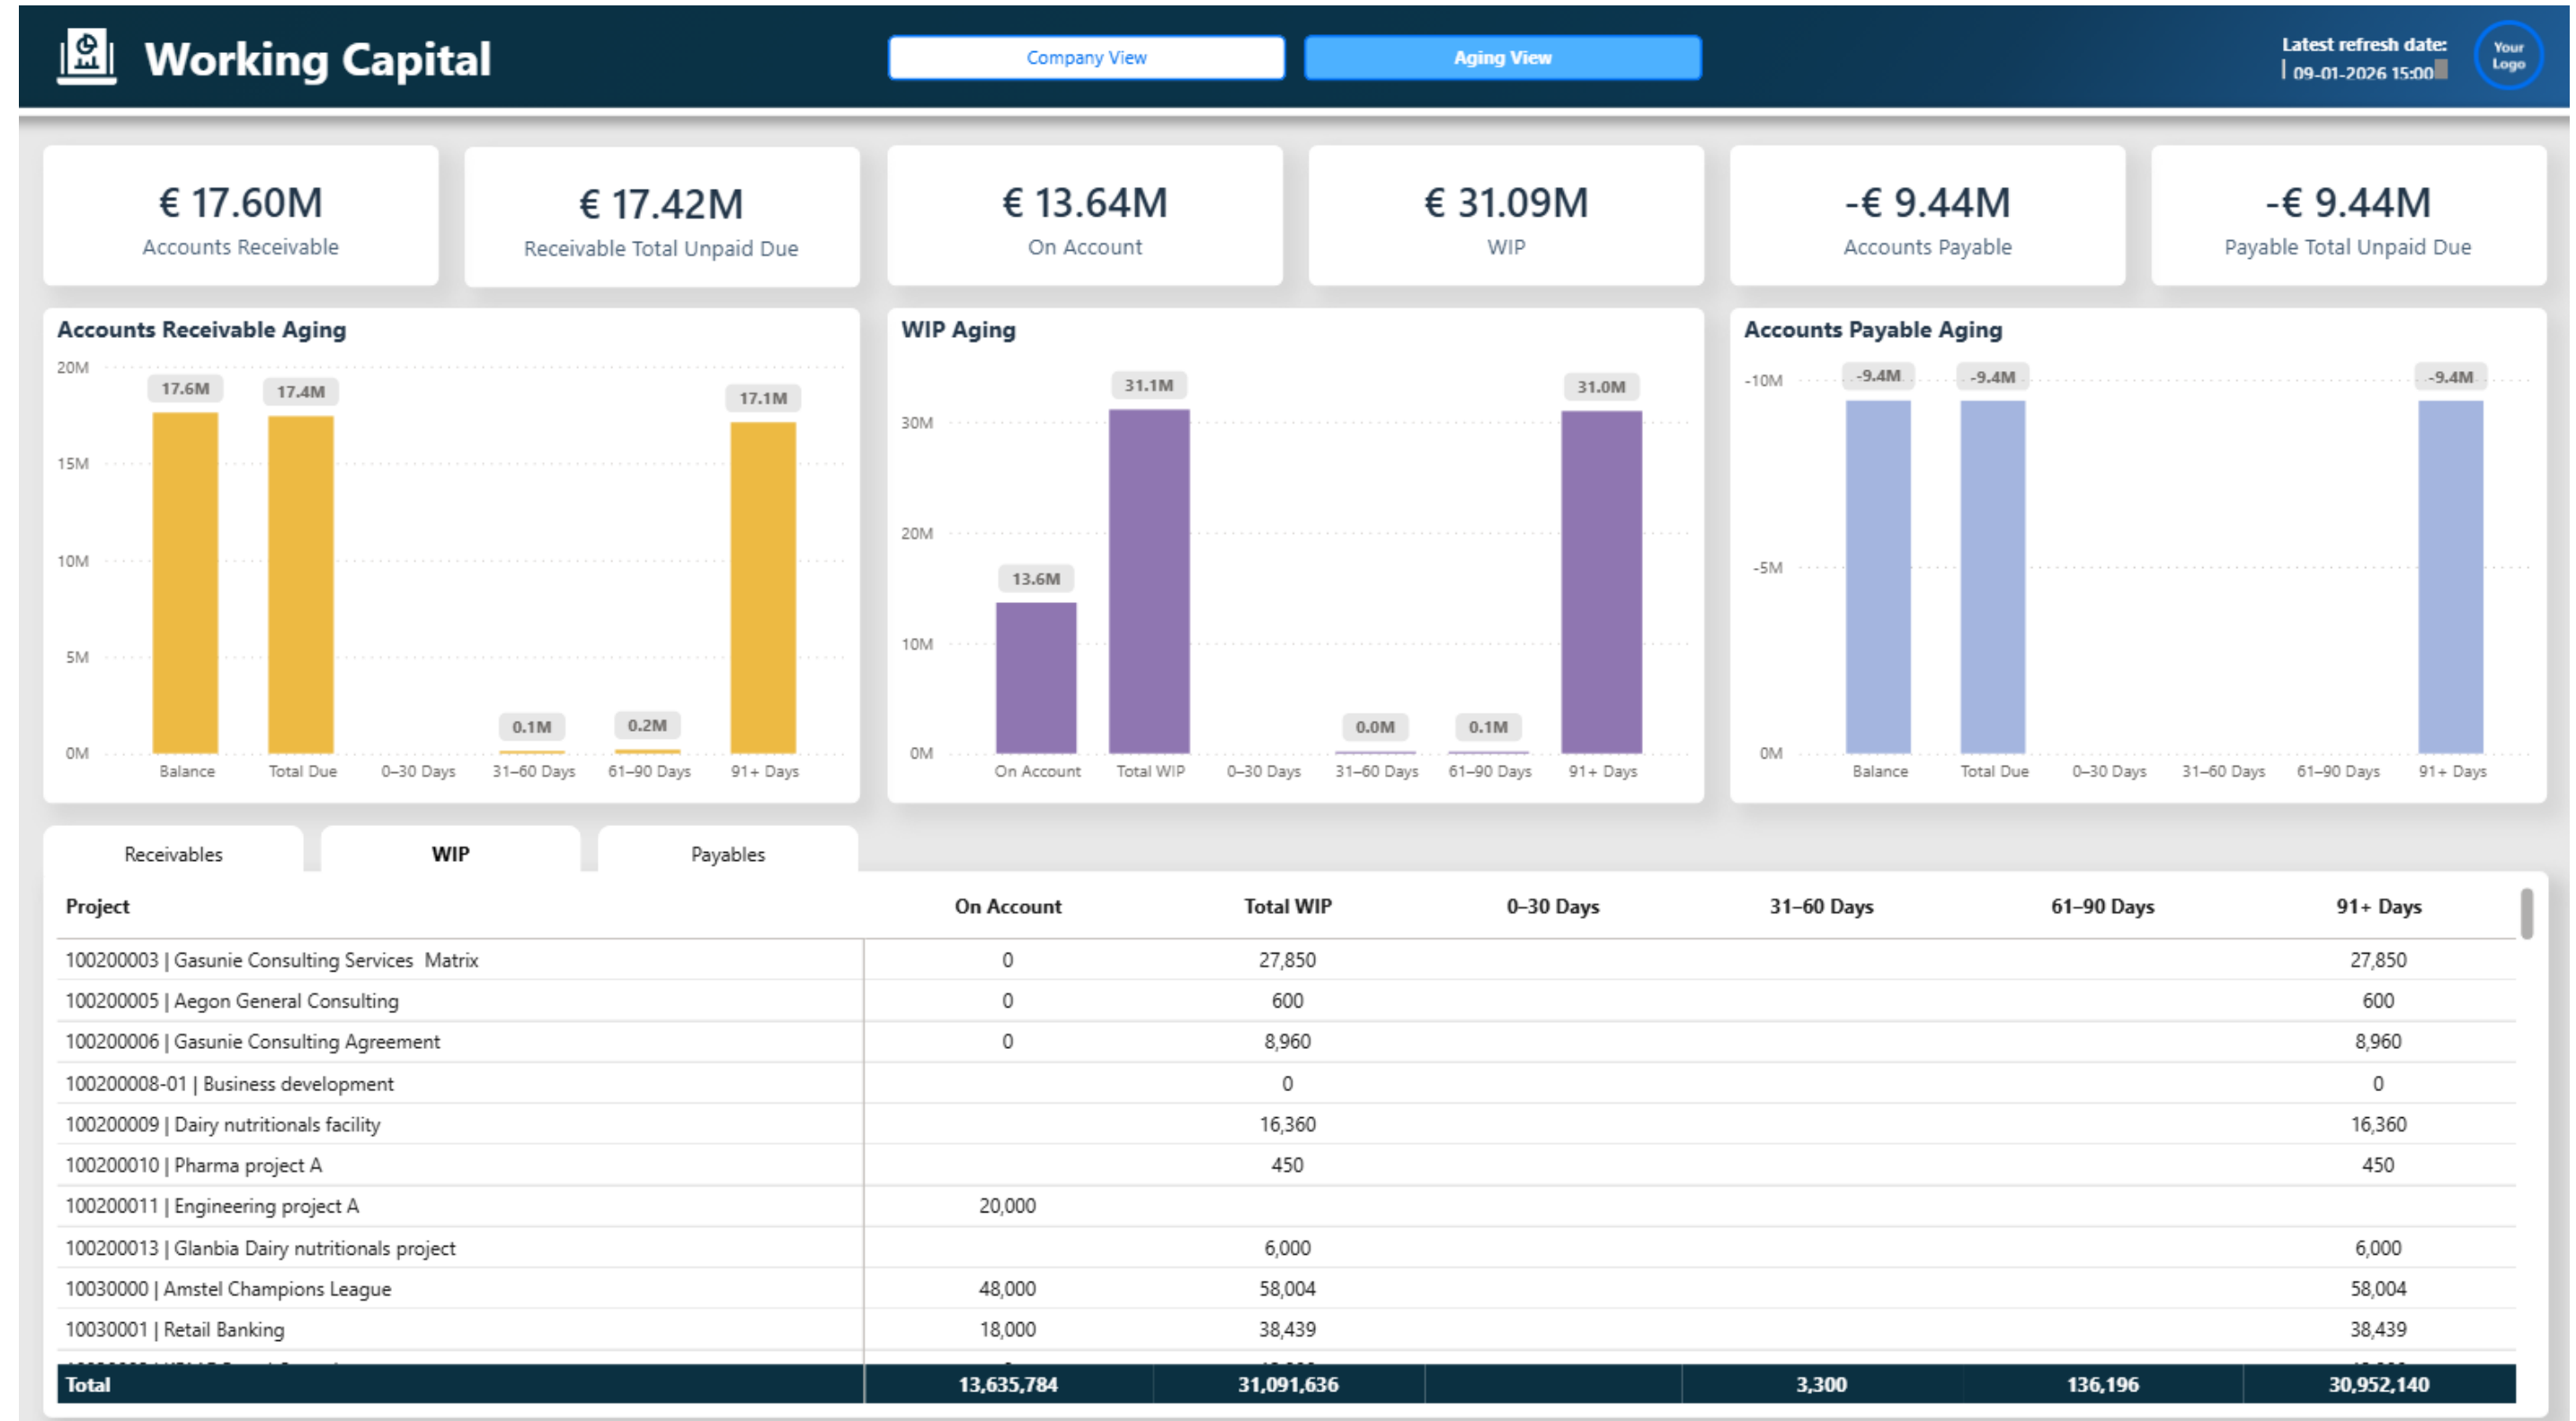 Working Capital
Company View
Aging View
Latest refresh date:
09-01-2026 15:00
Your
Logo
€ 17.60M
Accounts Receivable
€ 17.42M
Receivable Total Unpaid Due
€ 13.64M
On Account
€ 31.09M
WIP
-€ 9.44M
Accounts Payable
-€ 9.44M
Payable Total Unpaid Due
Accounts Receivable Aging
20M
15M
10M
5M
0M
17.6M
17.4M
0.1M
0.2M
17.1M
Balance Total Due 0–30 Days 31–60 Days 61–90 Days 91+ Days
WIP Aging
30M
20M
10M
0M
13.6M
31.1M
0.0M
0.1M
31.0M
On Account Total WIP 0–30 Days 31–60 Days 61–90 Days 91+ Days
Accounts Payable Aging
-10M
-5M
0M
-9.4M
-9.4M
-9.4M
Balance Total Due 0–30 Days 31–60 Days 61–90 Days 91+ Days
Receivables WIP Payables
Project On Account Total WIP 0–30 Days 31–60 Days 61–90 Days 91+ Days
100200003 | Gasunie Consulting Services  Matrix 0 27,850 27,850
100200005 | Aegon General Consulting 0 600 600
100200006 | Gasunie Consulting Agreement 0 8,960 8,960
100200008-01 | Business development 0 0
100200009 | Dairy nutritionals facility 16,360 16,360
100200010 | Pharma project A 450 450
100200011 | Engineering project A 20,000
100200013 | Glanbia Dairy nutritionals project 6,000 6,000
10030000 | Amstel Champions League 48,000 58,004 58,004
10030001 | Retail Banking 18,000 38,439 38,439
Total 13,635,784 31,091,636 3,300 136,196 30,952,140